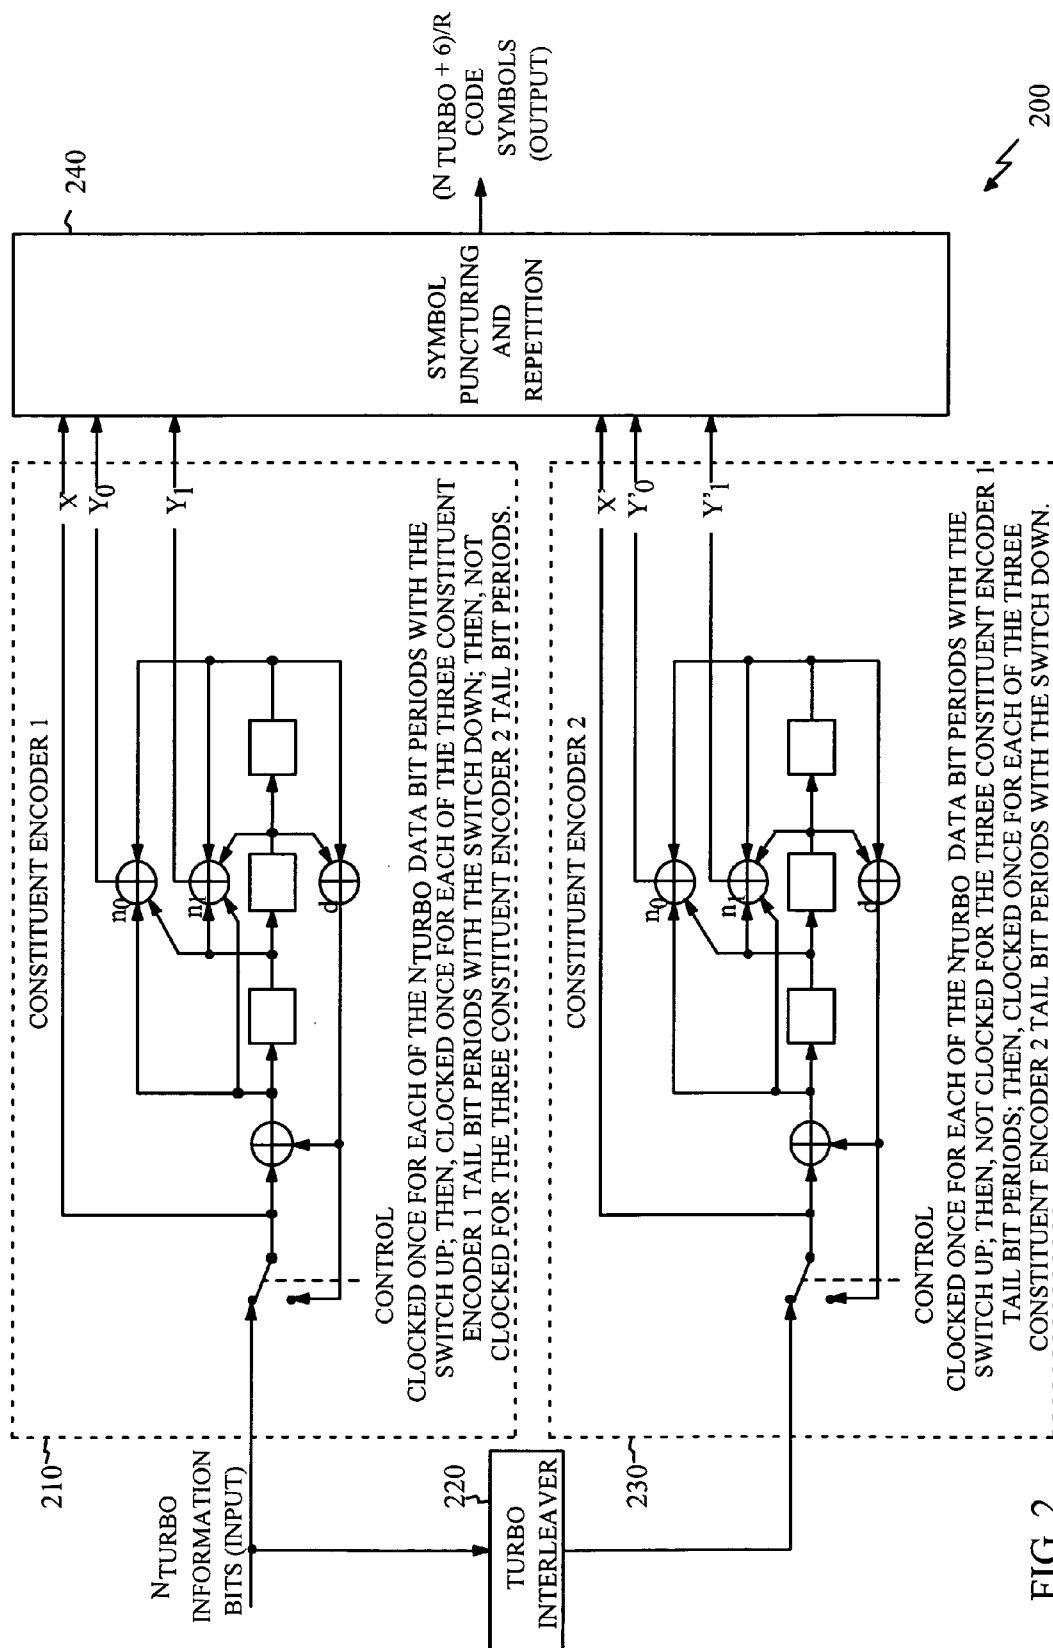 NTURBO
INFORMATION
BITS (INPUT)
210
CONSTITUENT ENCODER 1
X
Y0
Y1
n0
n1
d
CONTROL
CLOCKED ONCE FOR EACH OF THE NTURBO DATA BIT PERIODS WITH THE
SWITCH UP; THEN, CLOCKED ONCE FOR EACH OF THE THREE CONSTITUENT
ENCODER 1 TAIL BIT PERIODS WITH THE SWITCH DOWN; THEN, NOT
CLOCKED FOR THE THREE CONSTITUENT ENCODER 2 TAIL BIT PERIODS.
240
SYMBOL
PUNCTURING
AND
REPETITION
(N TURBO + 6)/R
CODE
SYMBOLS
(OUTPUT)
220
TURBO
INTERLEAVER
230
CONSTITUENT ENCODER 2
X'
Y'0
Y'1
n0
n1
d
CONTROL
CLOCKED ONCE FOR EACH OF THE NTURBO DATA BIT PERIODS WITH THE
SWITCH UP; THEN, NOT CLOCKED FOR THE THREE CONSTITUENT ENCODER 1
TAIL BIT PERIODS; THEN, CLOCKED ONCE FOR EACH OF THE THREE
CONSTITUENT ENCODER 2 TAIL BIT PERIODS WITH THE SWITCH DOWN.
200
FIG. 2